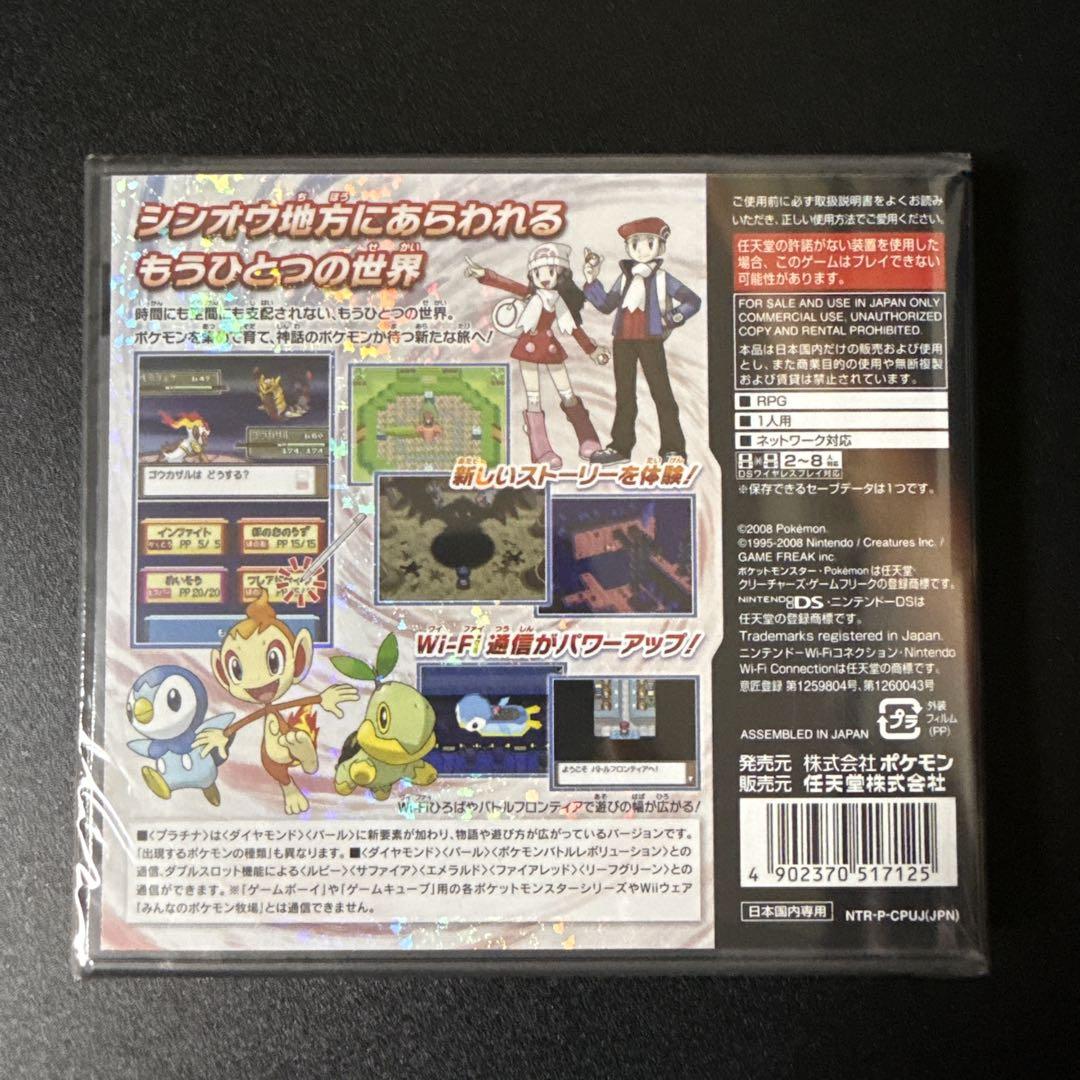 シンオウ地方にあらわれる
もうひとつの世界
時間にも空間にも支配されない、もうひとつの世界。
ポケモンを集めて育て、神話のポケモンが待つ新たな旅へ!
ゴウカザルは どうする?
インファイト
PP 5/5
PP 15/15
めいそう
PP 20/20
新しいストーリーを体験!
Wi-Fi 通信がパワーアップ!
ようこそ バトルフロンティアへ!
Wi-Fiひろばやバトルフロンティアで遊びの幅が広がる!
■〈プラチナ〉は〈ダイヤモンド〉〈パール〉に新要素が加わり、物語や遊び方が広がっているバージョンです。
「出現するポケモンの種類」も異なります。■〈ダイヤモンド〉〈パール〉〈ポケモンバトルレボリューション〉との
通信、ダブルスロット機能による〈ルビー〉〈サファイア〉〈エメラルド〉〈ファイアレッド〉〈リーフグリーン〉との
通信ができます。※「ゲームボーイ」や「ゲームキューブ」用の各ポケットモンスターシリーズやWiiウェア
「みんなのポケモン牧場」とは通信できません。
ご使用前に必ず取扱説明書をよくお読み
いただき、正しい使用方法でご愛用ください。
任天堂の許諾がない装置を使用した
場合、このゲームはプレイできない
可能性があります。
FOR SALE AND USE IN JAPAN ONLY
COMMERCIAL USE, UNAUTHORIZED
COPY AND RENTAL PROHIBITED.
本品は日本国内だけの販売および使用
とし、また商業目的の使用や無断複製
および賃貸は禁止されています。
■ RPG
■ 1人用
■ ネットワーク対応
2〜8人対応
DSワイヤレスプレイ対応
※保存できるセーブデータは1つです。
©2008 Pokémon.
©1995-2008 Nintendo / Creatures Inc. /
GAME FREAK inc.
ポケットモンスター・Pokémonは任天堂・
クリーチャーズ・ゲームフリークの登録商標です。
NINTENDO DS・ニンテンドーDSは
任天堂の登録商標です。
Trademarks registered in Japan.
ニンテンドーWi-Fiコネクション・Nintendo
Wi-Fi Connectionは任天堂の商標です。
意匠登録 第1259804号、第1260043号
プラ
外装
フィルム
(PP)
ASSEMBLED IN JAPAN
発売元 株式会社ポケモン
販売元 任天堂株式会社
4 902370 517125
日本国内専用
NTR-P-CPUJ(JPN)